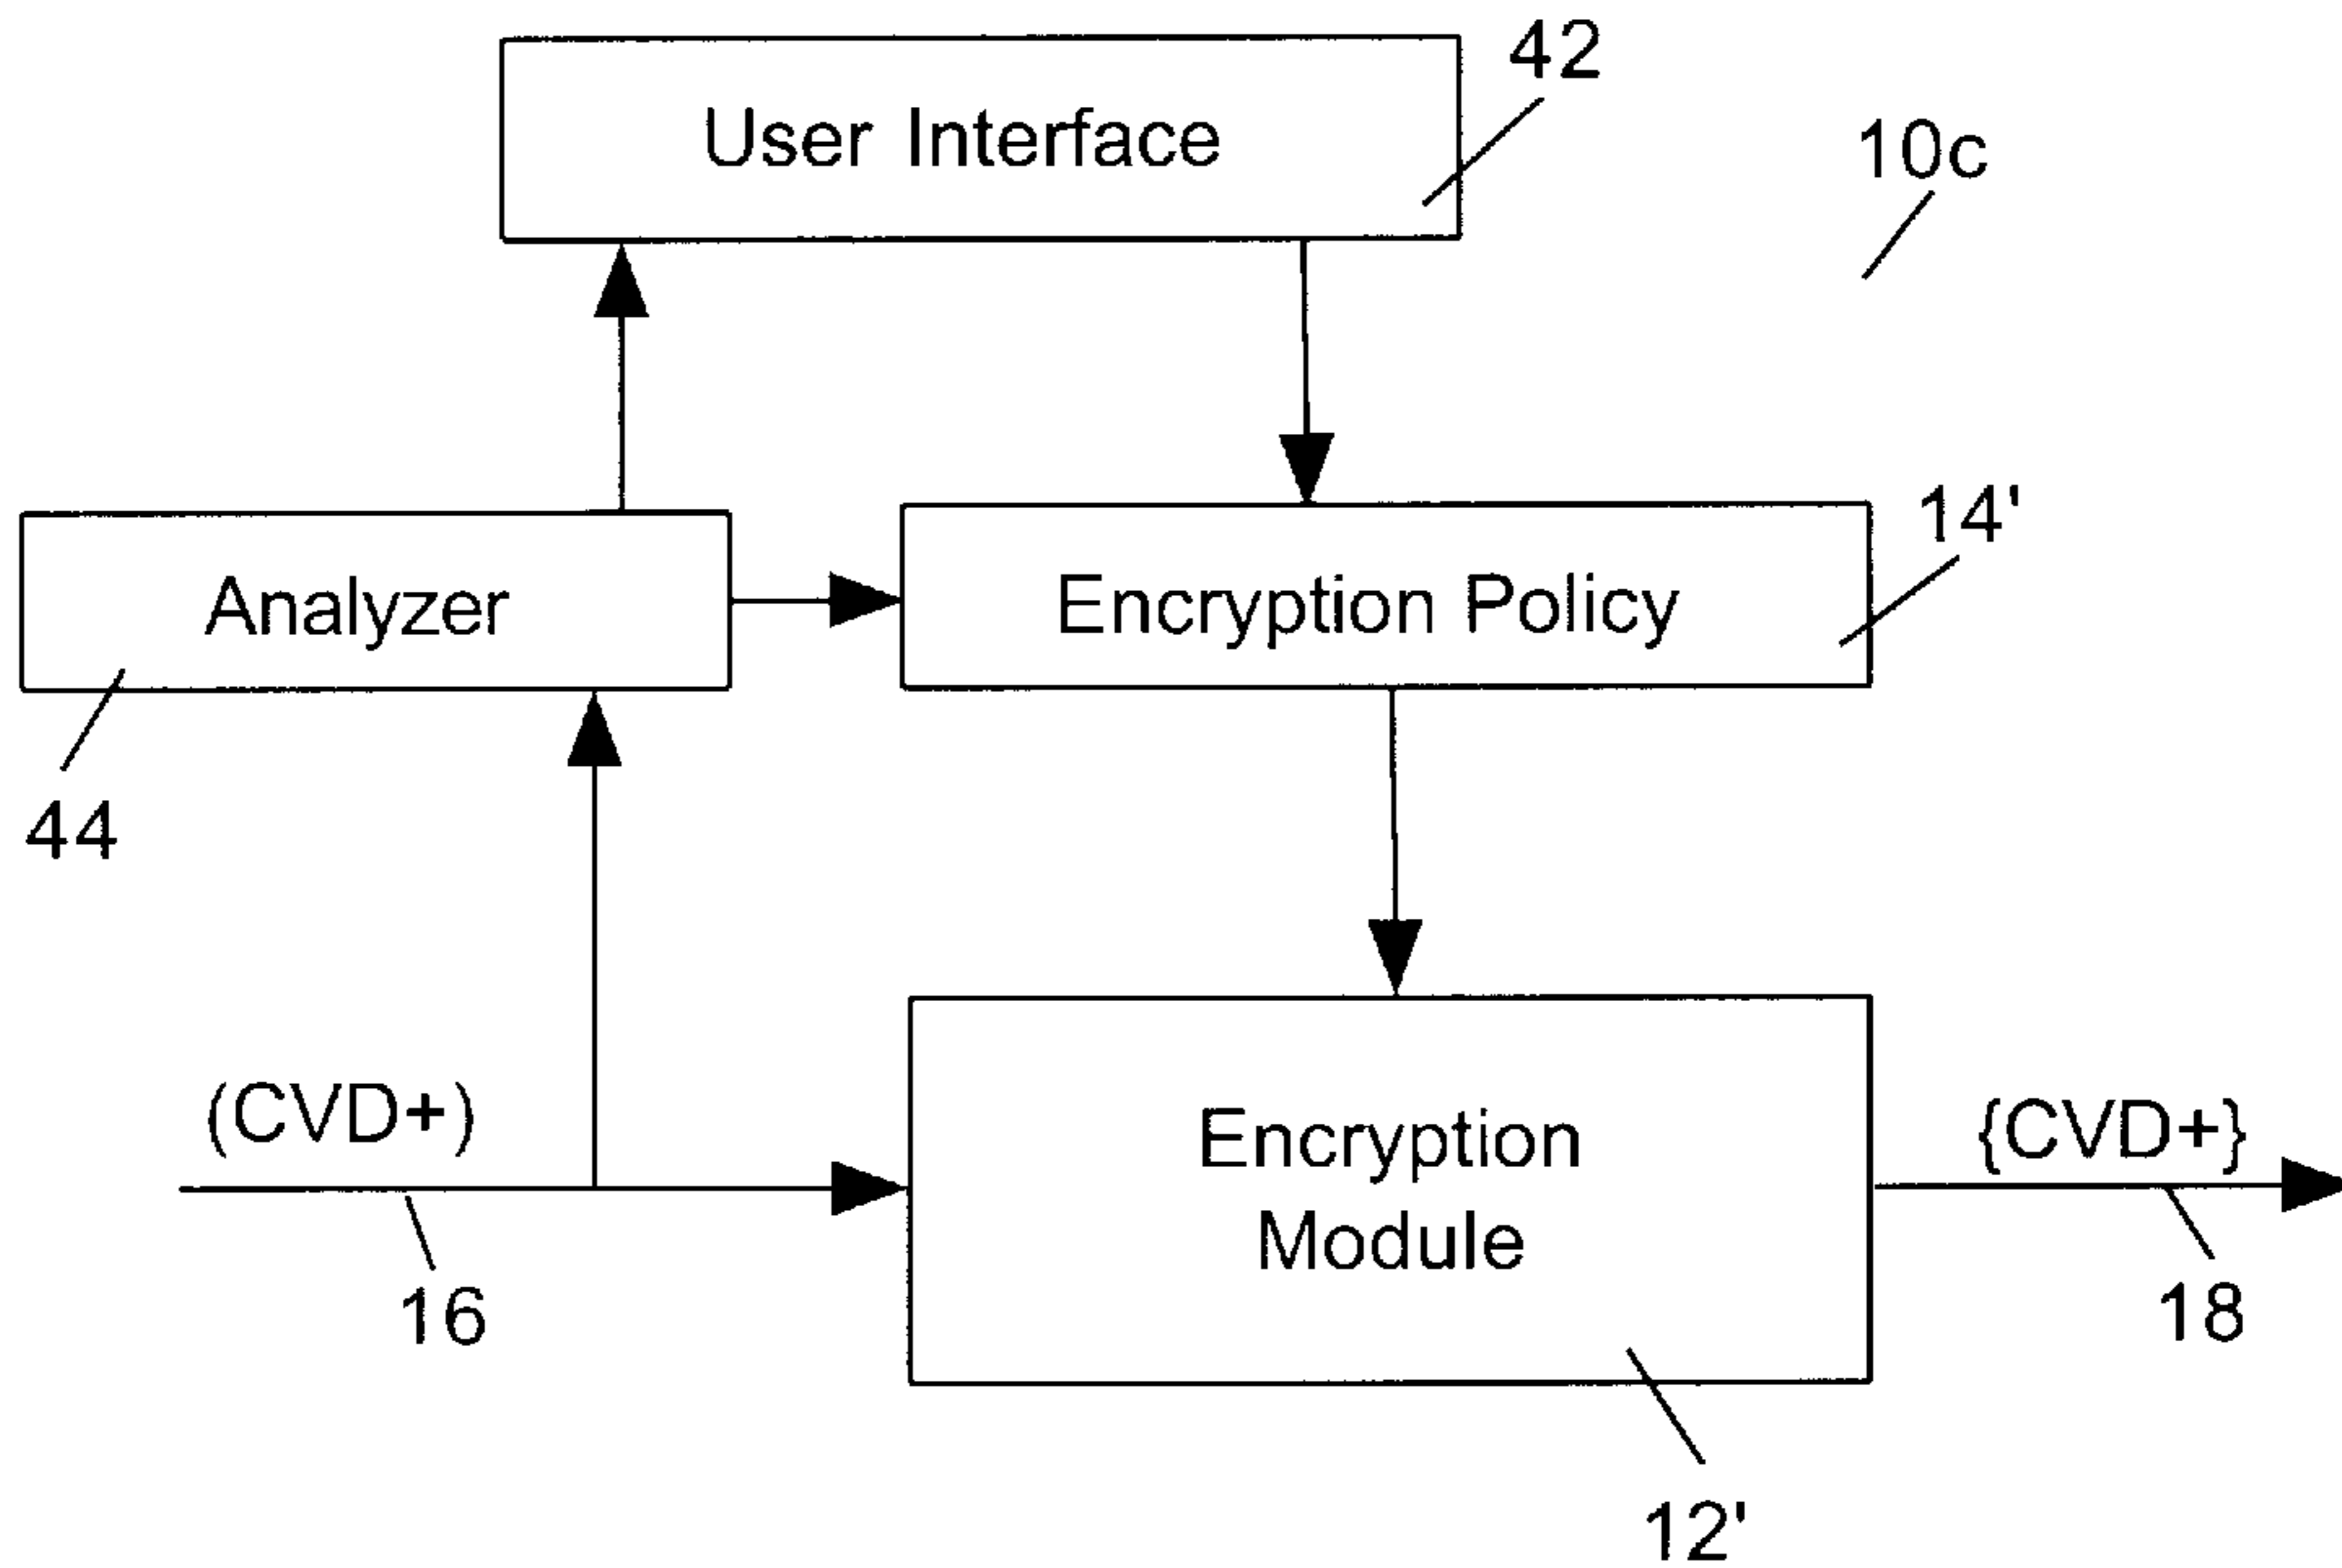 42
User Interface
10c
14'
Analyzer
Encryption Policy
44
(CVD+)
{CVD+}
Encryption
Module
16
18
12'